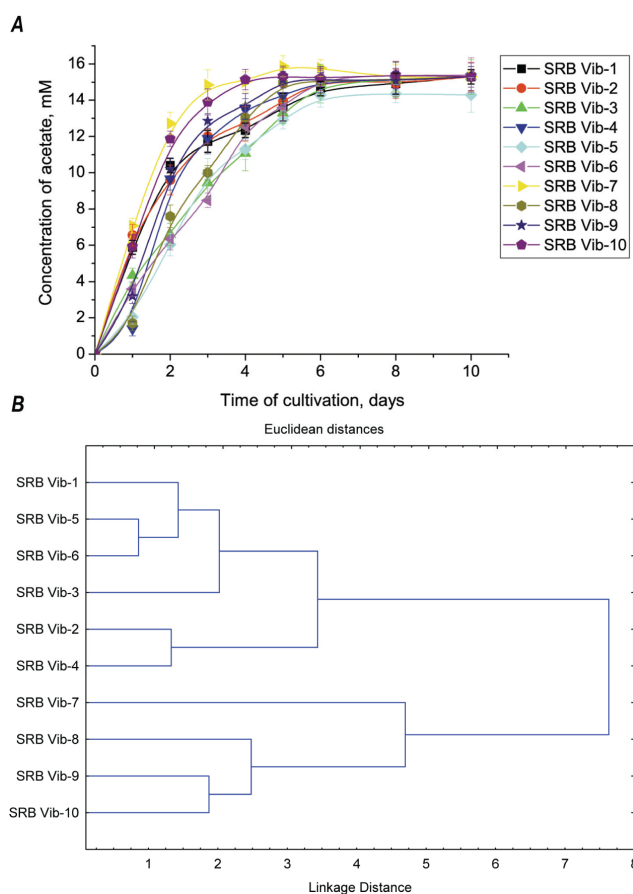 A
Concentration of acetate, mM
16
14
12
10
8
6
4
2
0
0 2 4 6 8 10
Time of cultivation, days
SRB Vib-1
SRB Vib-2
SRB Vib-3
SRB Vib-4
SRB Vib-5
SRB Vib-6
SRB Vib-7
SRB Vib-8
SRB Vib-9
SRB Vib-10
B
Euclidean distances
SRB Vib-1
SRB Vib-5
SRB Vib-6
SRB Vib-3
SRB Vib-2
SRB Vib-4
SRB Vib-7
SRB Vib-8
SRB Vib-9
SRB Vib-10
1 2 3 4 5 6 7 8
Linkage Distance